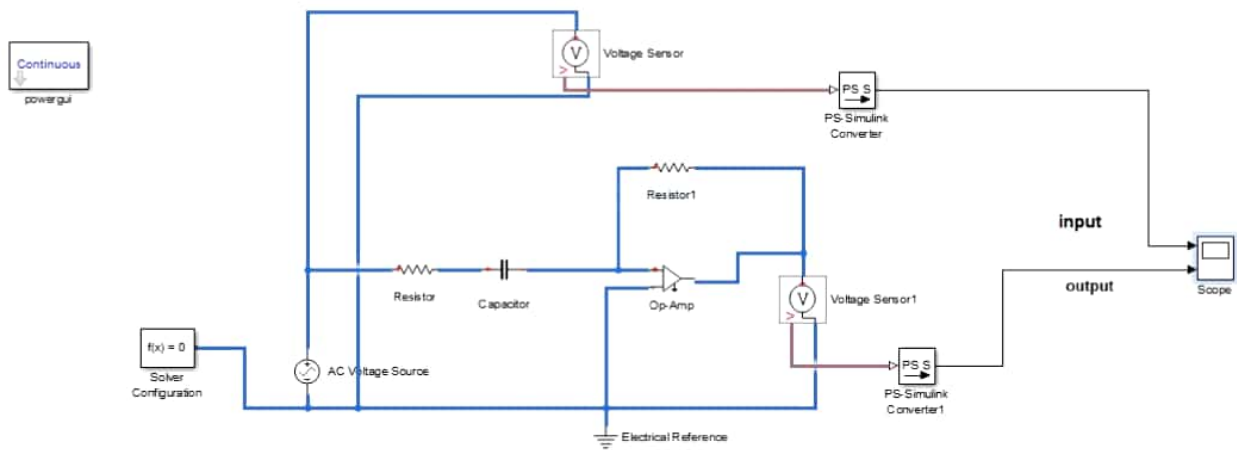 Continuous
powergui
V
Voltage Sensor
PS S
PS-Simulink
Converter
Resistor1
input
Resistor
Capacitor
Op-Amp
V
Voltage Sensor1
output
Scope
f(x) = 0
Solver
Configuration
AC Voltage Source
PS S
PS-Simulink
Converter1
Electrical Reference